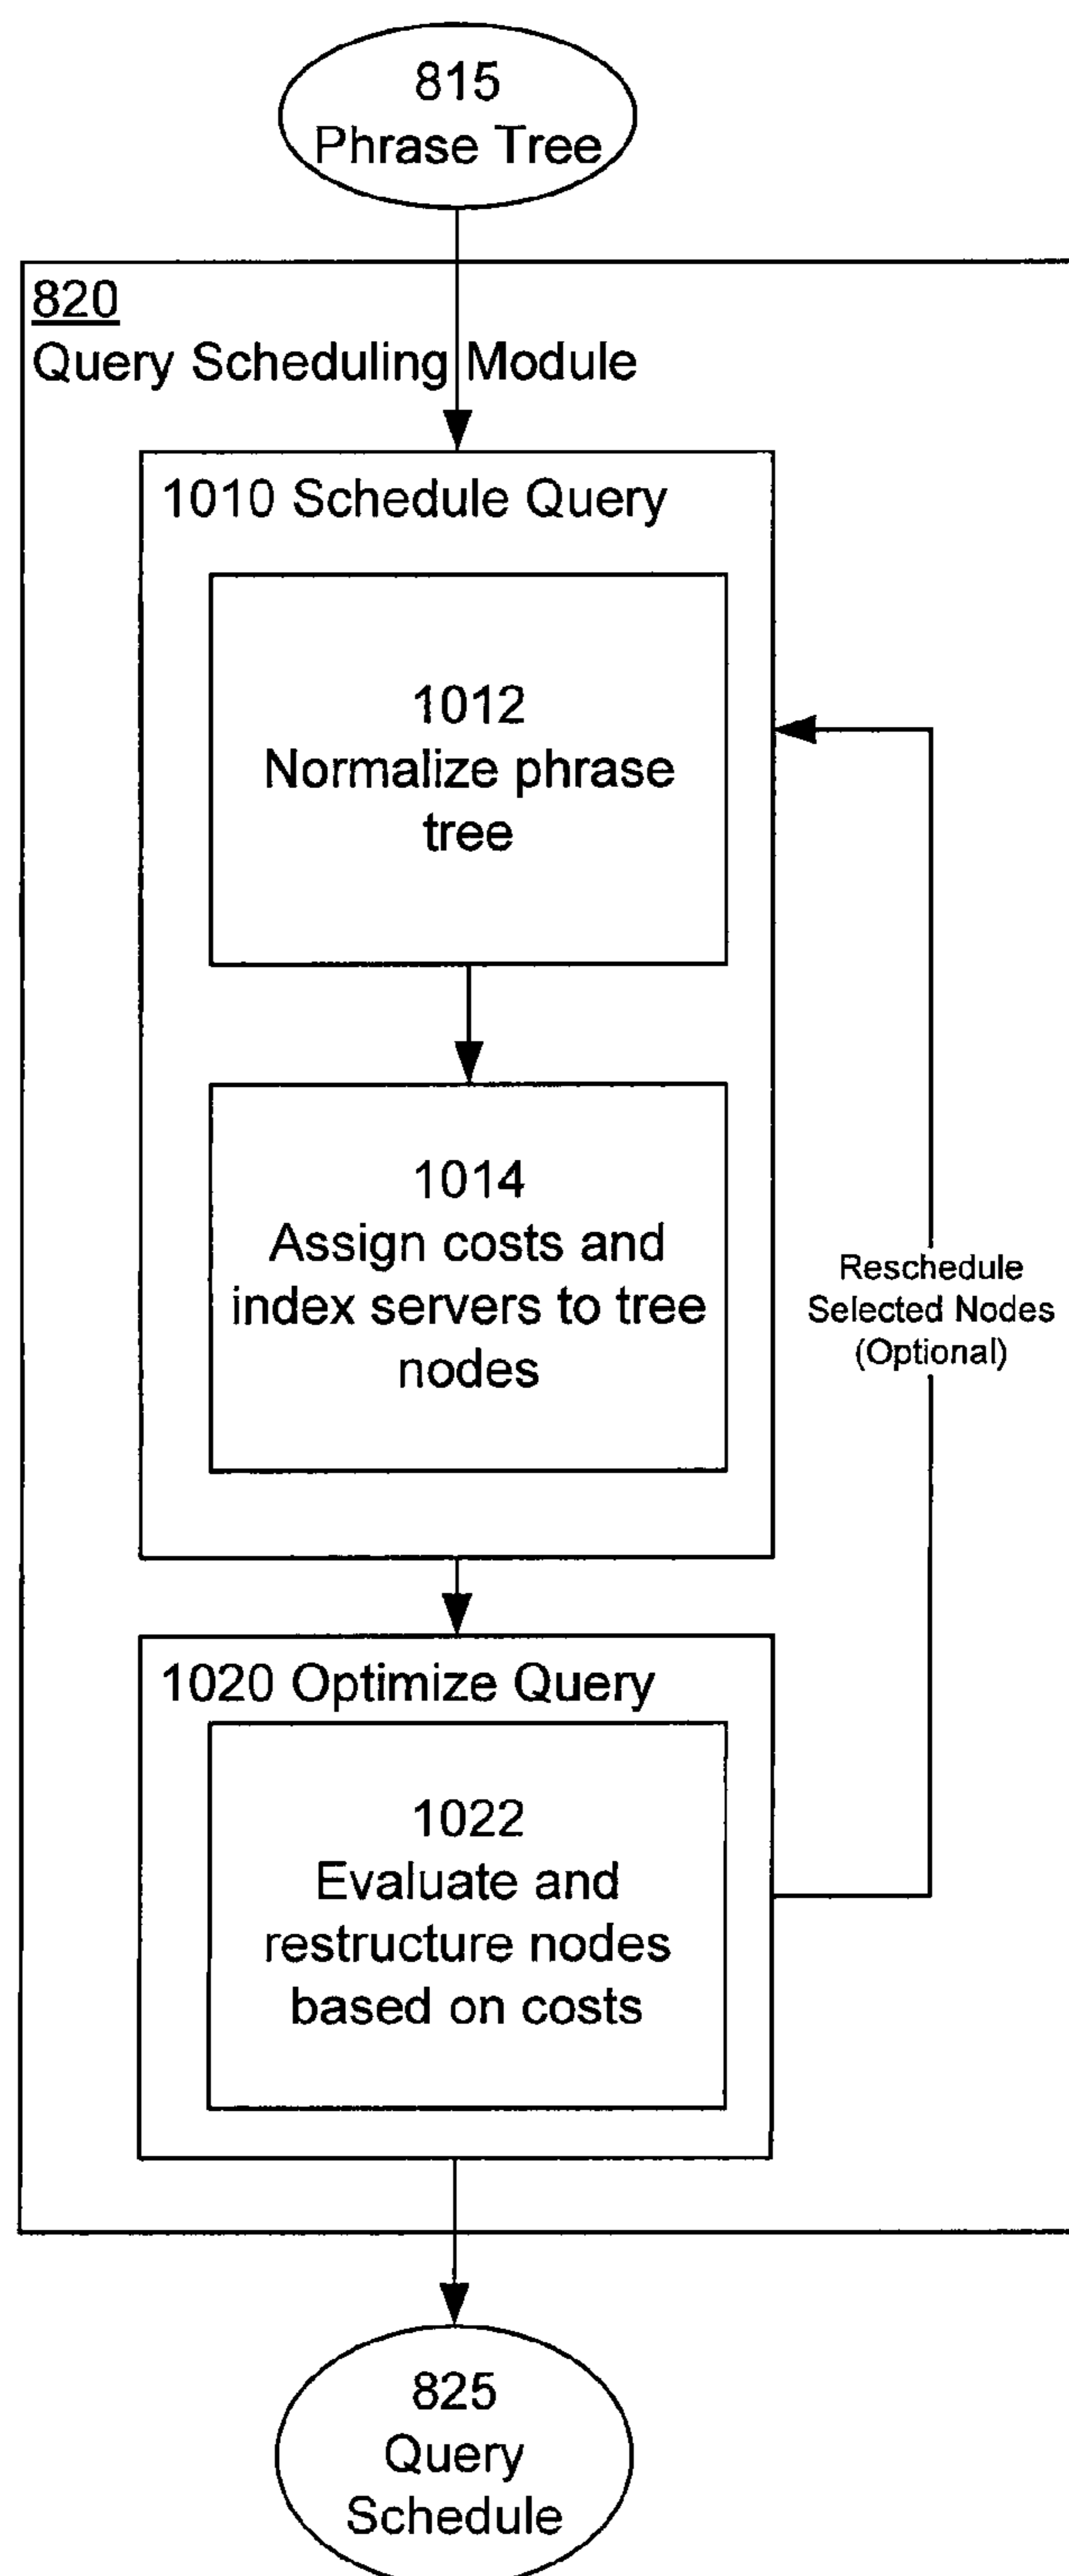 815
Phrase Tree
820
Query Scheduling Module
1010 Schedule Query
1012
Normalize phrase
tree
1014
Assign costs and
index servers to tree
nodes
Reschedule
Selected Nodes
(Optional)
1020 Optimize Query
1022
Evaluate and
restructure nodes
based on costs
825
Query
Schedule